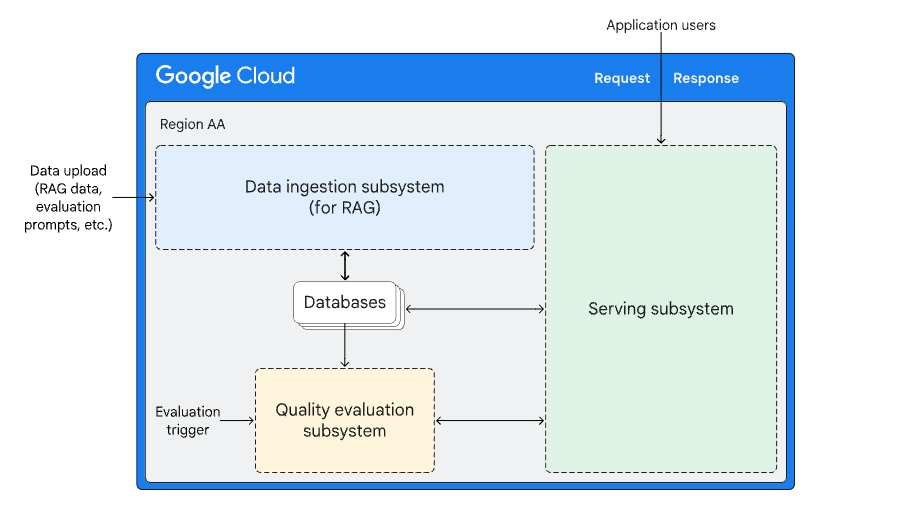 Application users
Google Cloud
Request
Response
Region AA
Data upload
(RAG data,
evaluation
prompts, etc.)
Data ingestion subsystem
(for RAG)
Databases
Serving subsystem
Evaluation
trigger
Quality evaluation
subsystem